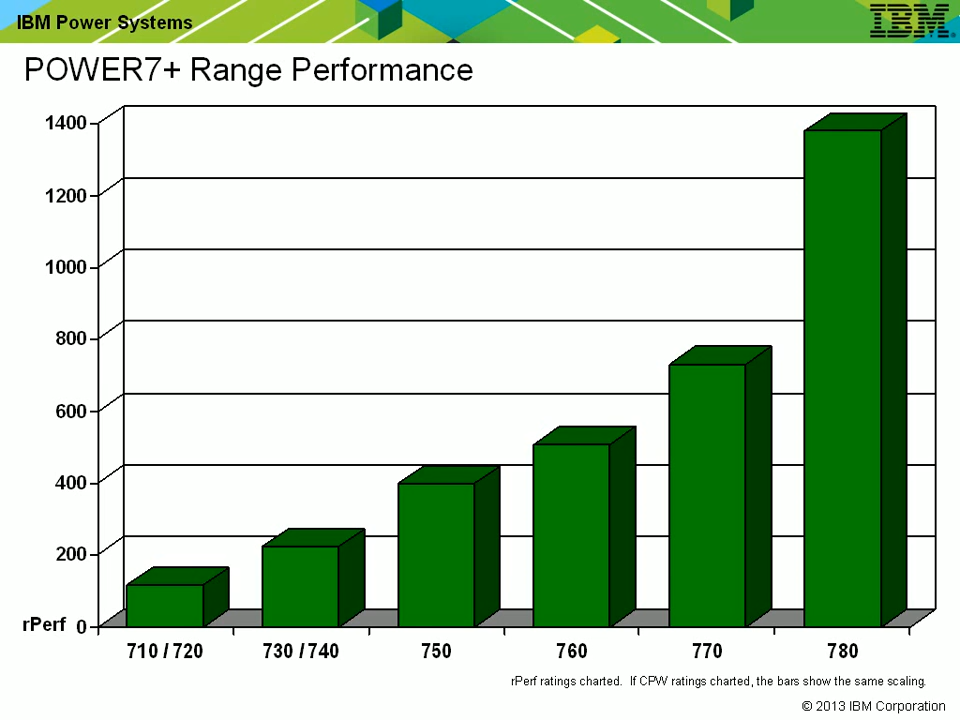 IBM Power Systems
IBM
POWER7+ Range Performance
1400
1200
1000
800
600
400
200
rPerf 0
710 / 720 730 / 740 750 760 770 780
rPerf ratings charted. If CPW ratings charted, the bars show the same scaling.
© 2013 IBM Corporation